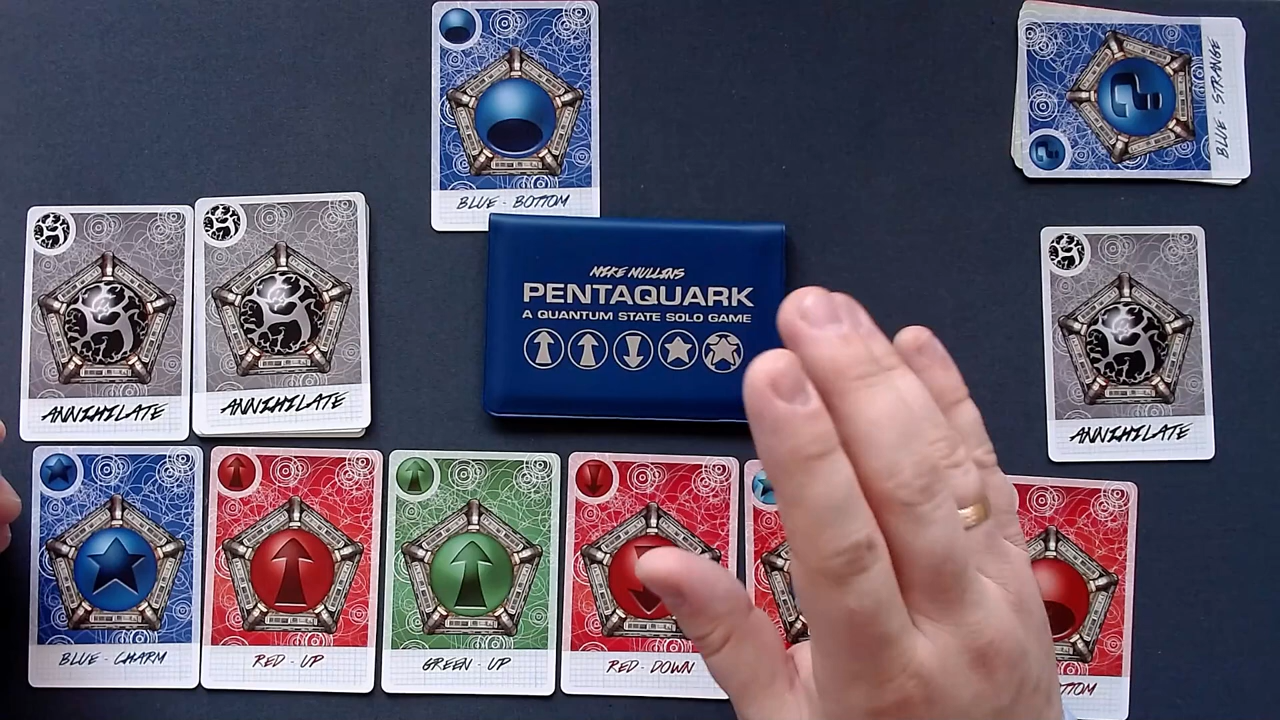 BLUE - BOTTOM
BLUE - STRANGE
MIKE MULLINS
PENTAQUARK
A QUANTUM STATE SOLO GAME
ANNIHILATE
ANNIHILATE
ANNIHILATE
BLUE - CHARM
RED - UP
GREEN - UP
RED - DOWN